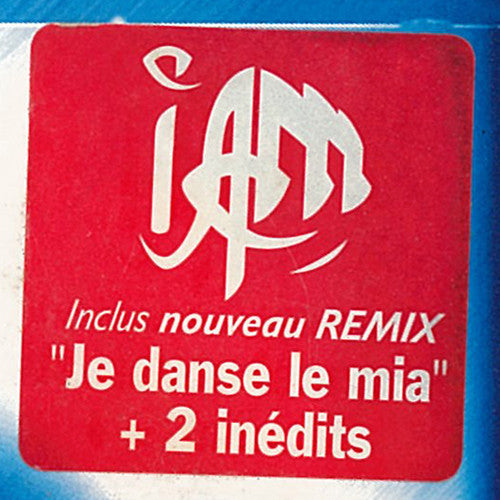 iAM
Inclus nouveau REMIX
"Je danse le mia"
+ 2 inédits